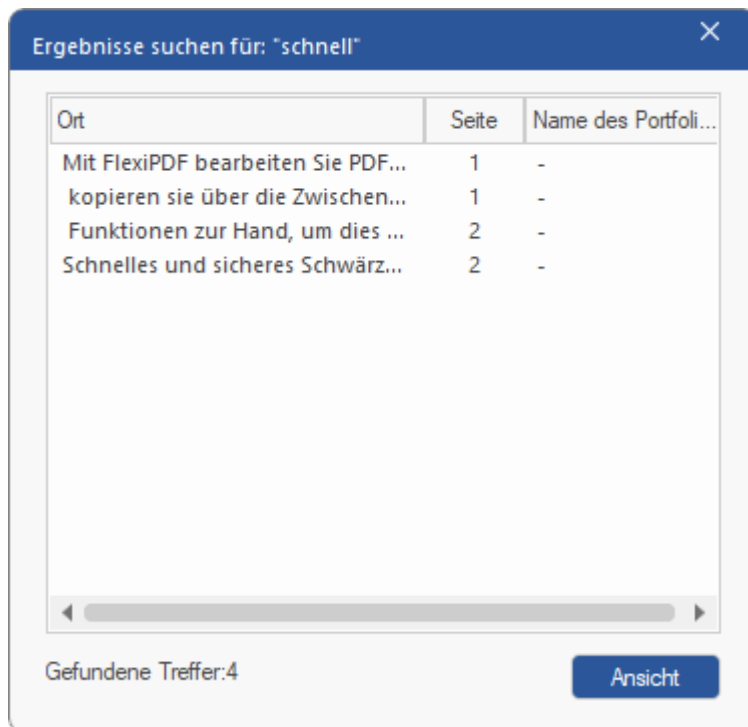 Ergebnisse suchen für: "schnell"
Ort Seite Name des Portfoli...
Mit FlexiPDF bearbeiten Sie PDF... 1 -
kopieren sie über die Zwischen... 1 -
Funktionen zur Hand, um dies ... 2 -
Schnelles und sicheres Schwärz... 2 -
Gefundene Treffer:4
Ansicht